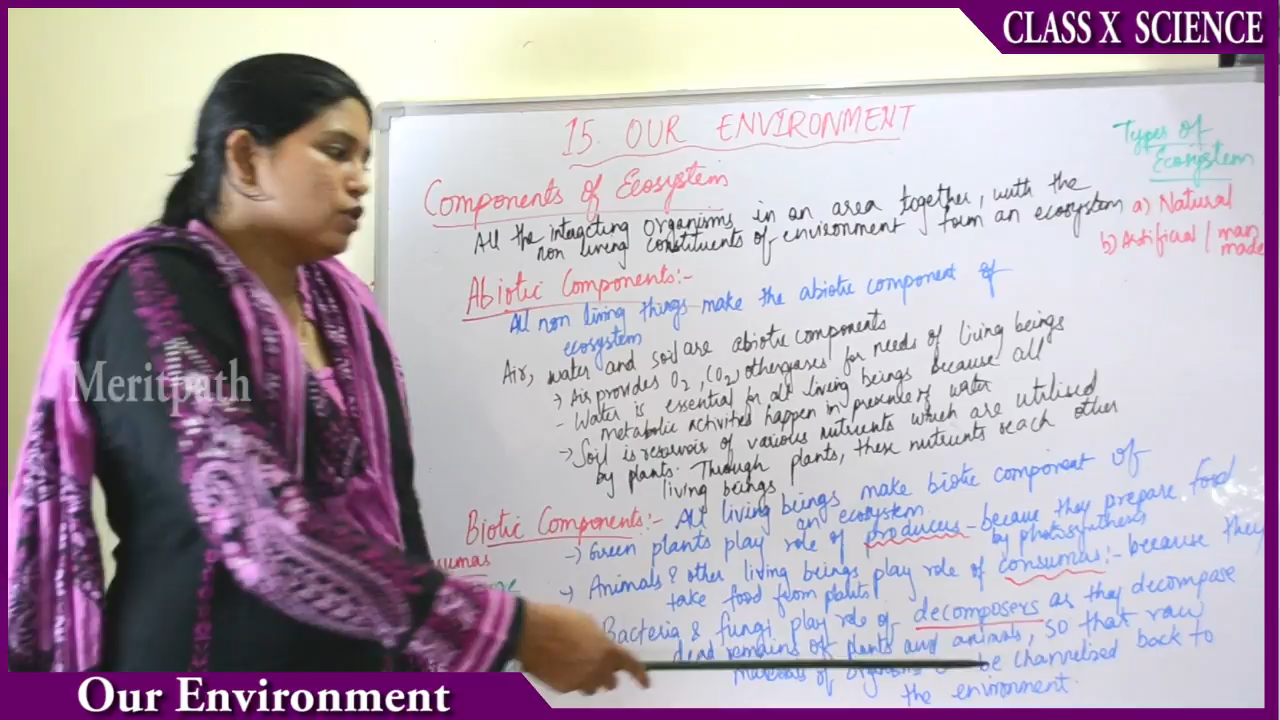 CLASS X SCIENCE
15. OUR ENVIRONMENT
Types of
Ecosystem
a) Natural
b) Artificial / man
made
Components of Ecosystem
All the interacting organisms in an area together, with the
non living constituents of environment form an ecosystem
Abiotic Components:-
All non living things make the abiotic component of
ecosystem
Air, water and soil are abiotic components
→ Air provides O2, CO2, other gases for needs of living beings
- Water is essential for all living beings because all
metabolic activities happen in presence of water
→ Soil is reservoir of various nutrients which are utilised
by plants. Through plants, these nutrients reach other
living beings
Meritpath
Biotic Components:- All living beings make biotic component of
an ecosystem
→ Green plants play role of producers - because they prepare food
by photosynthesis
→ Animals & other living beings play role of consumers:- because they
take food from plants
Bacteria & fungi play role of decomposers as they decompose
dead remains of plants and animals, so that raw
materials of be channelised back to
the environment.
Our Environment